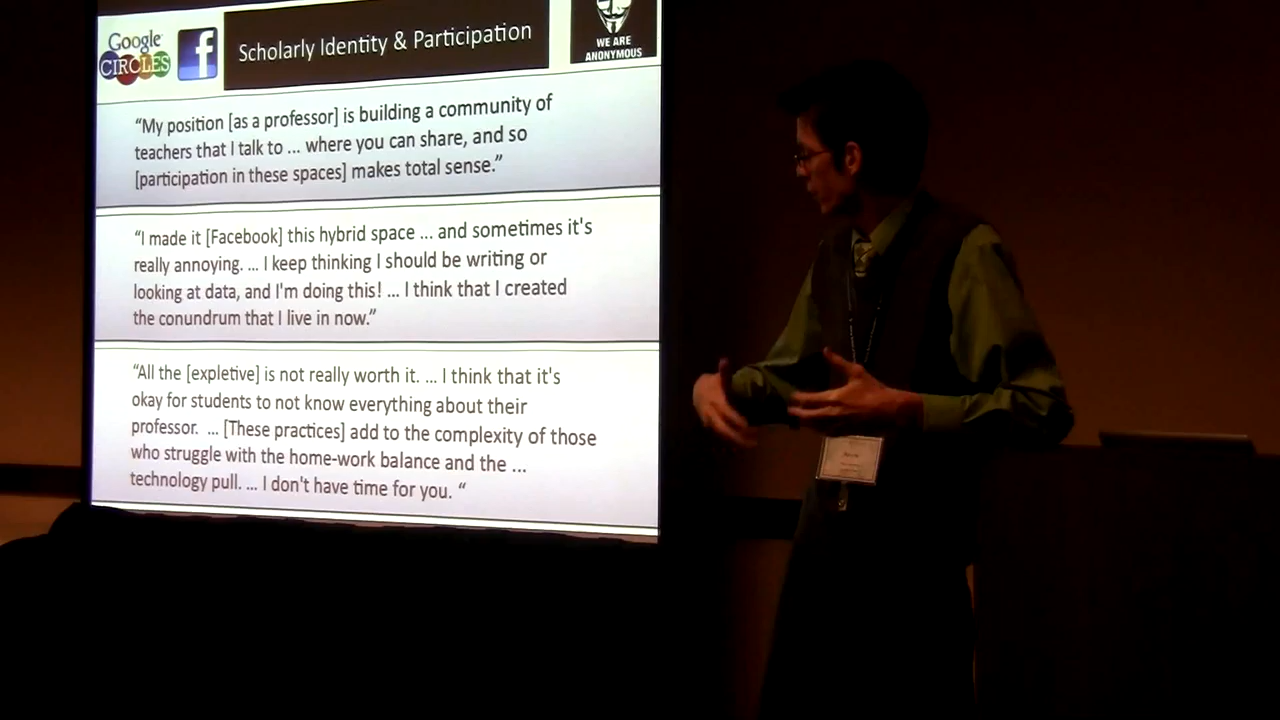 Google
CIRCLES
f
Scholarly Identity & Participation
WE ARE
ANONYMOUS
“My position [as a professor] is building a community of
teachers that I talk to ... where you can share, and so
[participation in these spaces] makes total sense.”
“I made it [Facebook] this hybrid space ... and sometimes it's
really annoying. ... I keep thinking I should be writing or
looking at data, and I'm doing this! ... I think that I created
the conundrum that I live in now.”
“All the [expletive] is not really worth it. ... I think that it's
okay for students to not know everything about their
professor. ... [These practices] add to the complexity of those
who struggle with the home-work balance and the ...
technology pull. ... I don't have time for you. “